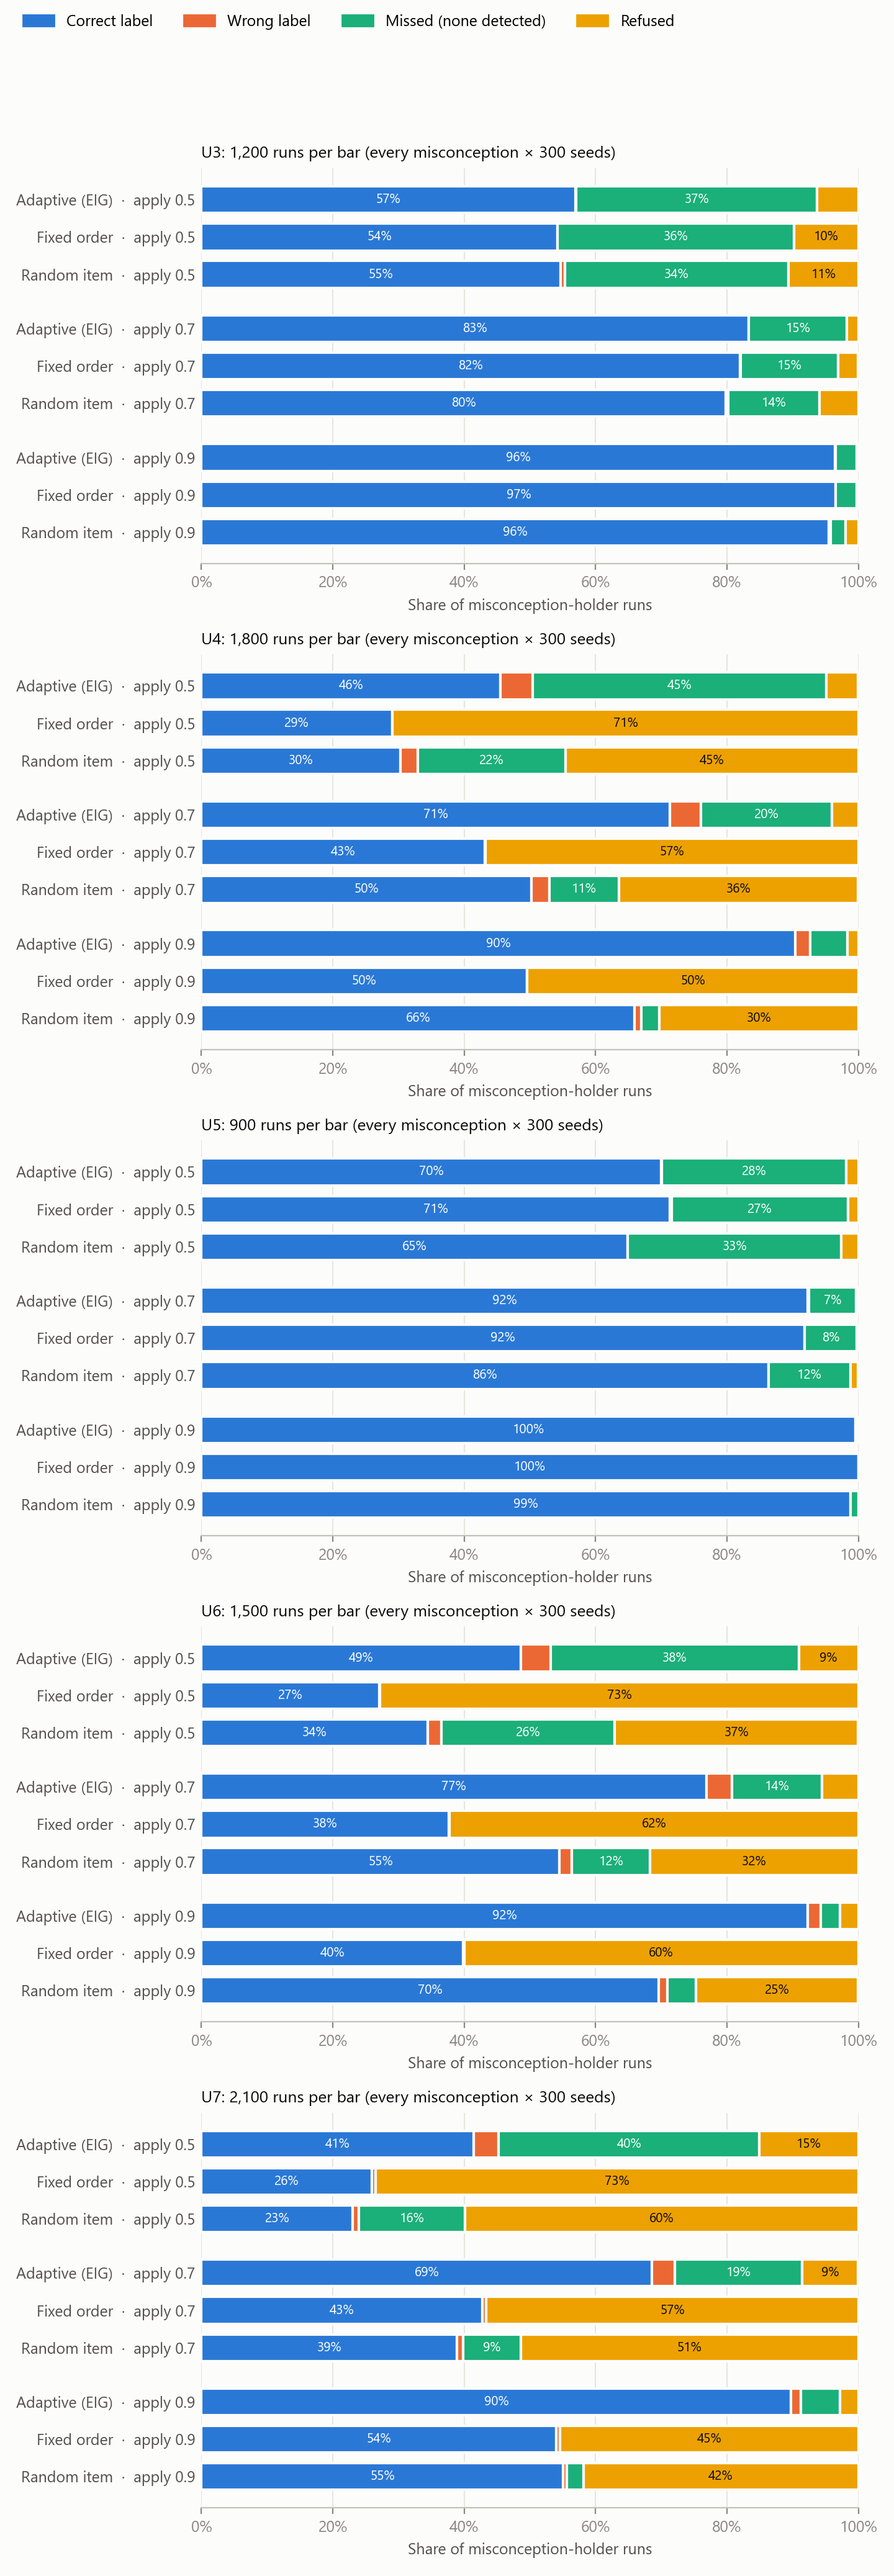 Correct label Wrong label Missed (none detected) Refused
U3: 1,200 runs per bar (every misconception × 300 seeds)
Adaptive (EIG) · apply 0.5 57% 37%
Fixed order · apply 0.5 54% 36% 10%
Random item · apply 0.5 55% 34% 11%
Adaptive (EIG) · apply 0.7 83% 15%
Fixed order · apply 0.7 82% 15%
Random item · apply 0.7 80% 14%
Adaptive (EIG) · apply 0.9 96%
Fixed order · apply 0.9 97%
Random item · apply 0.9 96%
0% 20% 40% 60% 80% 100%
Share of misconception-holder runs
U4: 1,800 runs per bar (every misconception × 300 seeds)
Adaptive (EIG) · apply 0.5 46% 45%
Fixed order · apply 0.5 29% 71%
Random item · apply 0.5 30% 22% 45%
Adaptive (EIG) · apply 0.7 71% 20%
Fixed order · apply 0.7 43% 57%
Random item · apply 0.7 50% 11% 36%
Adaptive (EIG) · apply 0.9 90%
Fixed order · apply 0.9 50% 50%
Random item · apply 0.9 66% 30%
0% 20% 40% 60% 80% 100%
Share of misconception-holder runs
U5: 900 runs per bar (every misconception × 300 seeds)
Adaptive (EIG) · apply 0.5 70% 28%
Fixed order · apply 0.5 71% 27%
Random item · apply 0.5 65% 33%
Adaptive (EIG) · apply 0.7 92% 7%
Fixed order · apply 0.7 92% 8%
Random item · apply 0.7 86% 12%
Adaptive (EIG) · apply 0.9 100%
Fixed order · apply 0.9 100%
Random item · apply 0.9 99%
0% 20% 40% 60% 80% 100%
Share of misconception-holder runs
U6: 1,500 runs per bar (every misconception × 300 seeds)
Adaptive (EIG) · apply 0.5 49% 38% 9%
Fixed order · apply 0.5 27% 73%
Random item · apply 0.5 34% 26% 37%
Adaptive (EIG) · apply 0.7 77% 14%
Fixed order · apply 0.7 38% 62%
Random item · apply 0.7 55% 12% 32%
Adaptive (EIG) · apply 0.9 92%
Fixed order · apply 0.9 40% 60%
Random item · apply 0.9 70% 25%
0% 20% 40% 60% 80% 100%
Share of misconception-holder runs
U7: 2,100 runs per bar (every misconception × 300 seeds)
Adaptive (EIG) · apply 0.5 41% 40% 15%
Fixed order · apply 0.5 26% 73%
Random item · apply 0.5 23% 16% 60%
Adaptive (EIG) · apply 0.7 69% 19% 9%
Fixed order · apply 0.7 43% 57%
Random item · apply 0.7 39% 9% 51%
Adaptive (EIG) · apply 0.9 90%
Fixed order · apply 0.9 54% 45%
Random item · apply 0.9 55% 42%
0% 20% 40% 60% 80% 100%
Share of misconception-holder runs